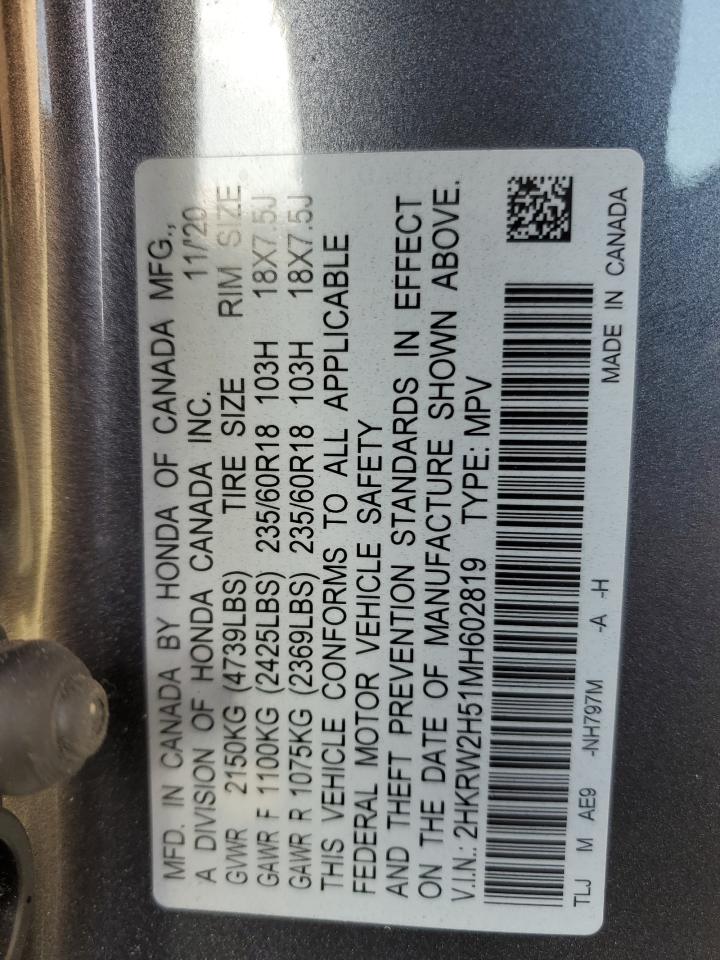 MFD. IN CANADA BY HONDA OF CANADA MFG.,
A DIVISION OF HONDA CANADA INC. 11/20
GVWR 2150KG (4739LBS) TIRE SIZE RIM SIZE
GAWR F 1100KG (2425LBS) 235/60R18 103H 18X7.5J
GAWR R 1075KG (2369LBS) 235/60R18 103H 18X7.5J
THIS VEHICLE CONFORMS TO ALL APPLICABLE
FEDERAL MOTOR VEHICLE SAFETY
AND THEFT PREVENTION STANDARDS IN EFFECT
ON THE DATE OF MANUFACTURE SHOWN ABOVE.
V.I.N.: 2HKRW2H51MH602819 TYPE: MPV
TLJ M AE9 -NH797M -A -H
MADE IN CANADA